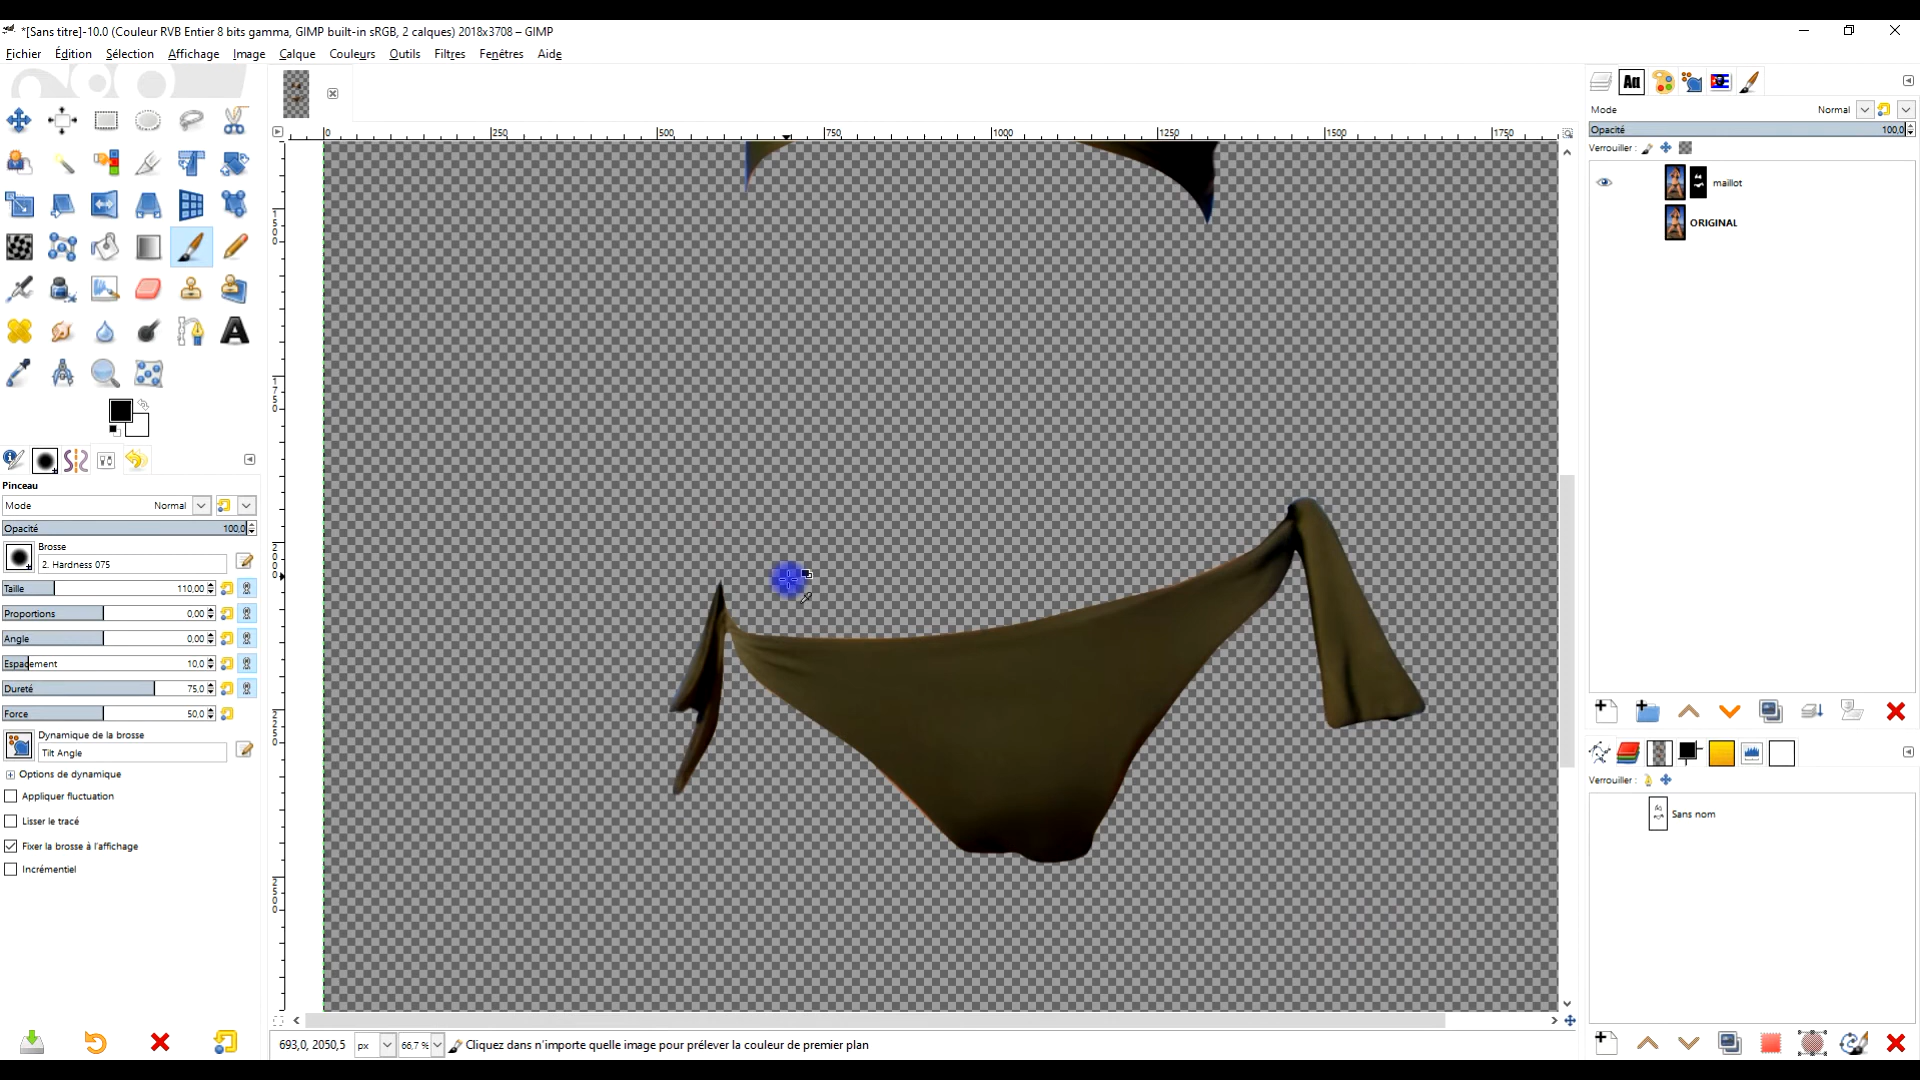 *[Sans titre]-10.0 (Couleur RVB Entier 8 bits gamma, GIMP built-in sRGB, 2 calques) 2018x3708 – GIMP
Fichier Édition Sélection Affichage Image Calque Couleurs Outils Filtres Fenêtres Aide
Mode Normal
Opacité 100,0
Verrouiller :
maillot
ORIGINAL
0 250 500 750 1000 1250 1500 1750
1500
1750
2000
2250
2500
Pinceau
Mode Normal
Opacité 100,0
Brosse
2. Hardness 075
Taille 110,00
Proportions 0,00
Angle 0,00
Espacement 10,0
Dureté 75,0
Force 50,0
Dynamique de la brosse
Tilt Angle
Options de dynamique
Appliquer fluctuation
Lisser le tracé
Fixer la brosse à l'affichage
Incrémentiel
Verrouiller :
Sans nom
693,0, 2050,5 px 66,7 % Cliquez dans n'importe quelle image pour prélever la couleur de premier plan